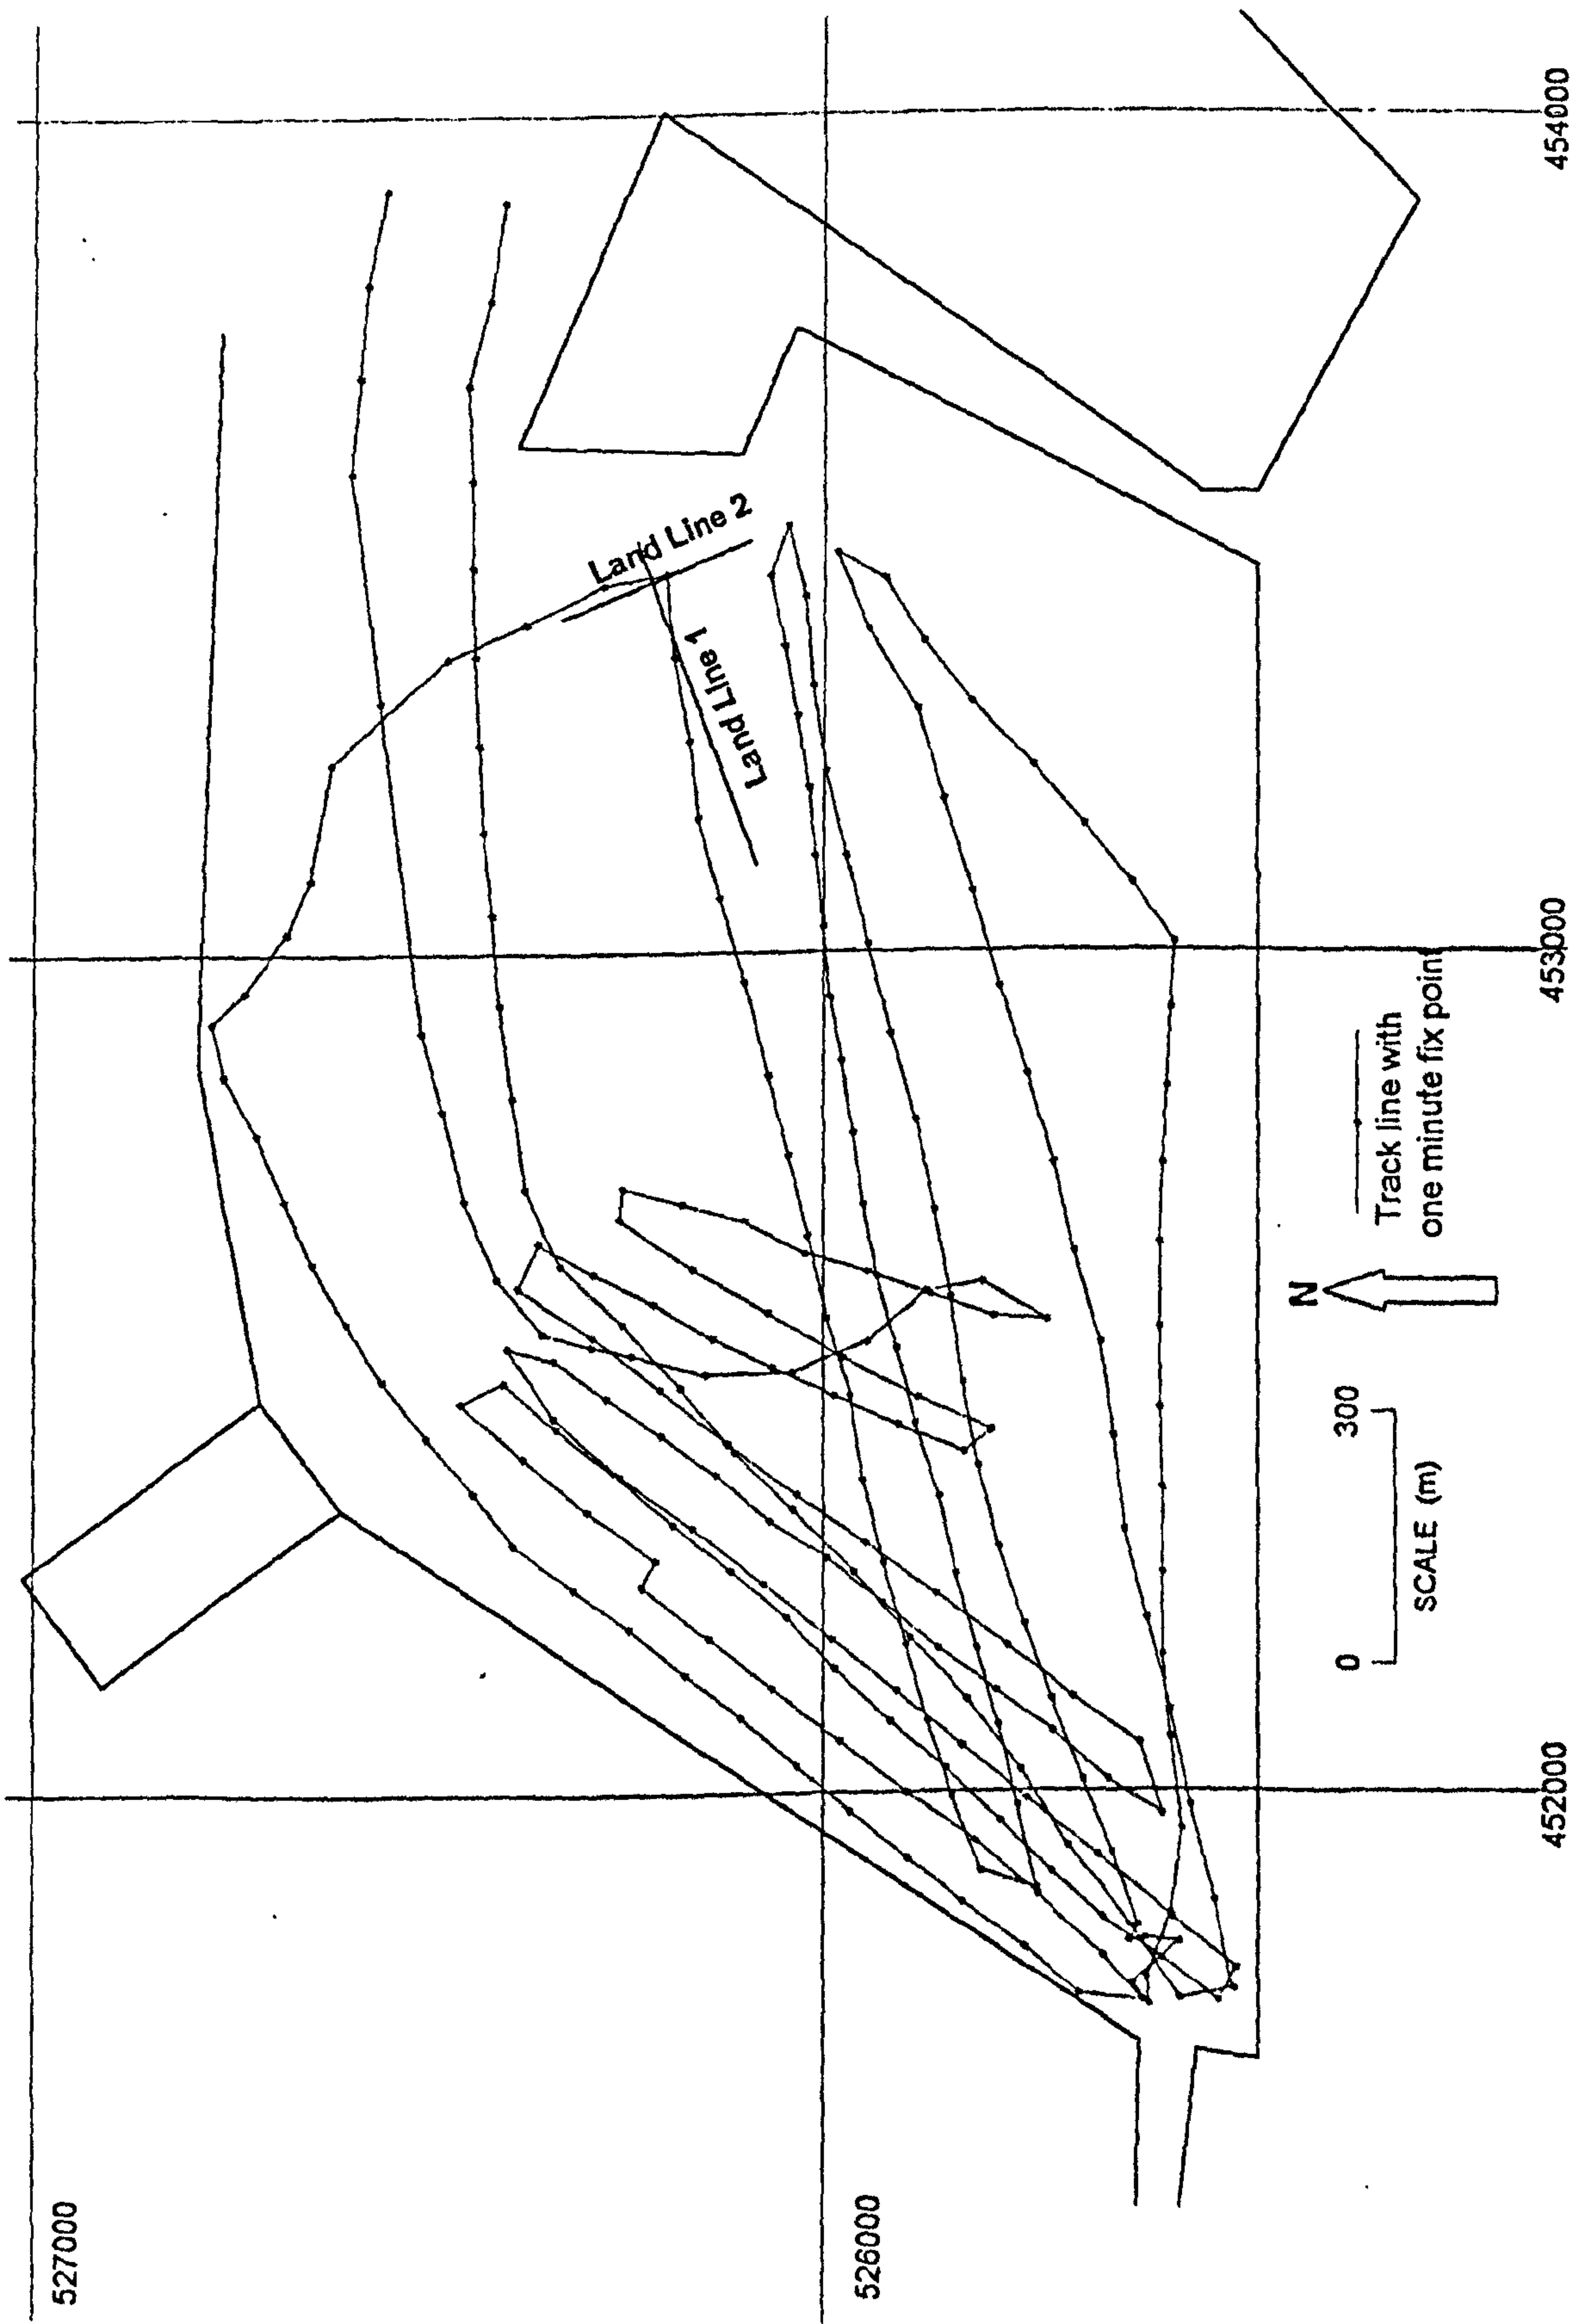 527000
526000
Land Line 2
Land Line 1
N
0
300
SCALE (m)
Track line with
one minute fix point
452000
453000
454000